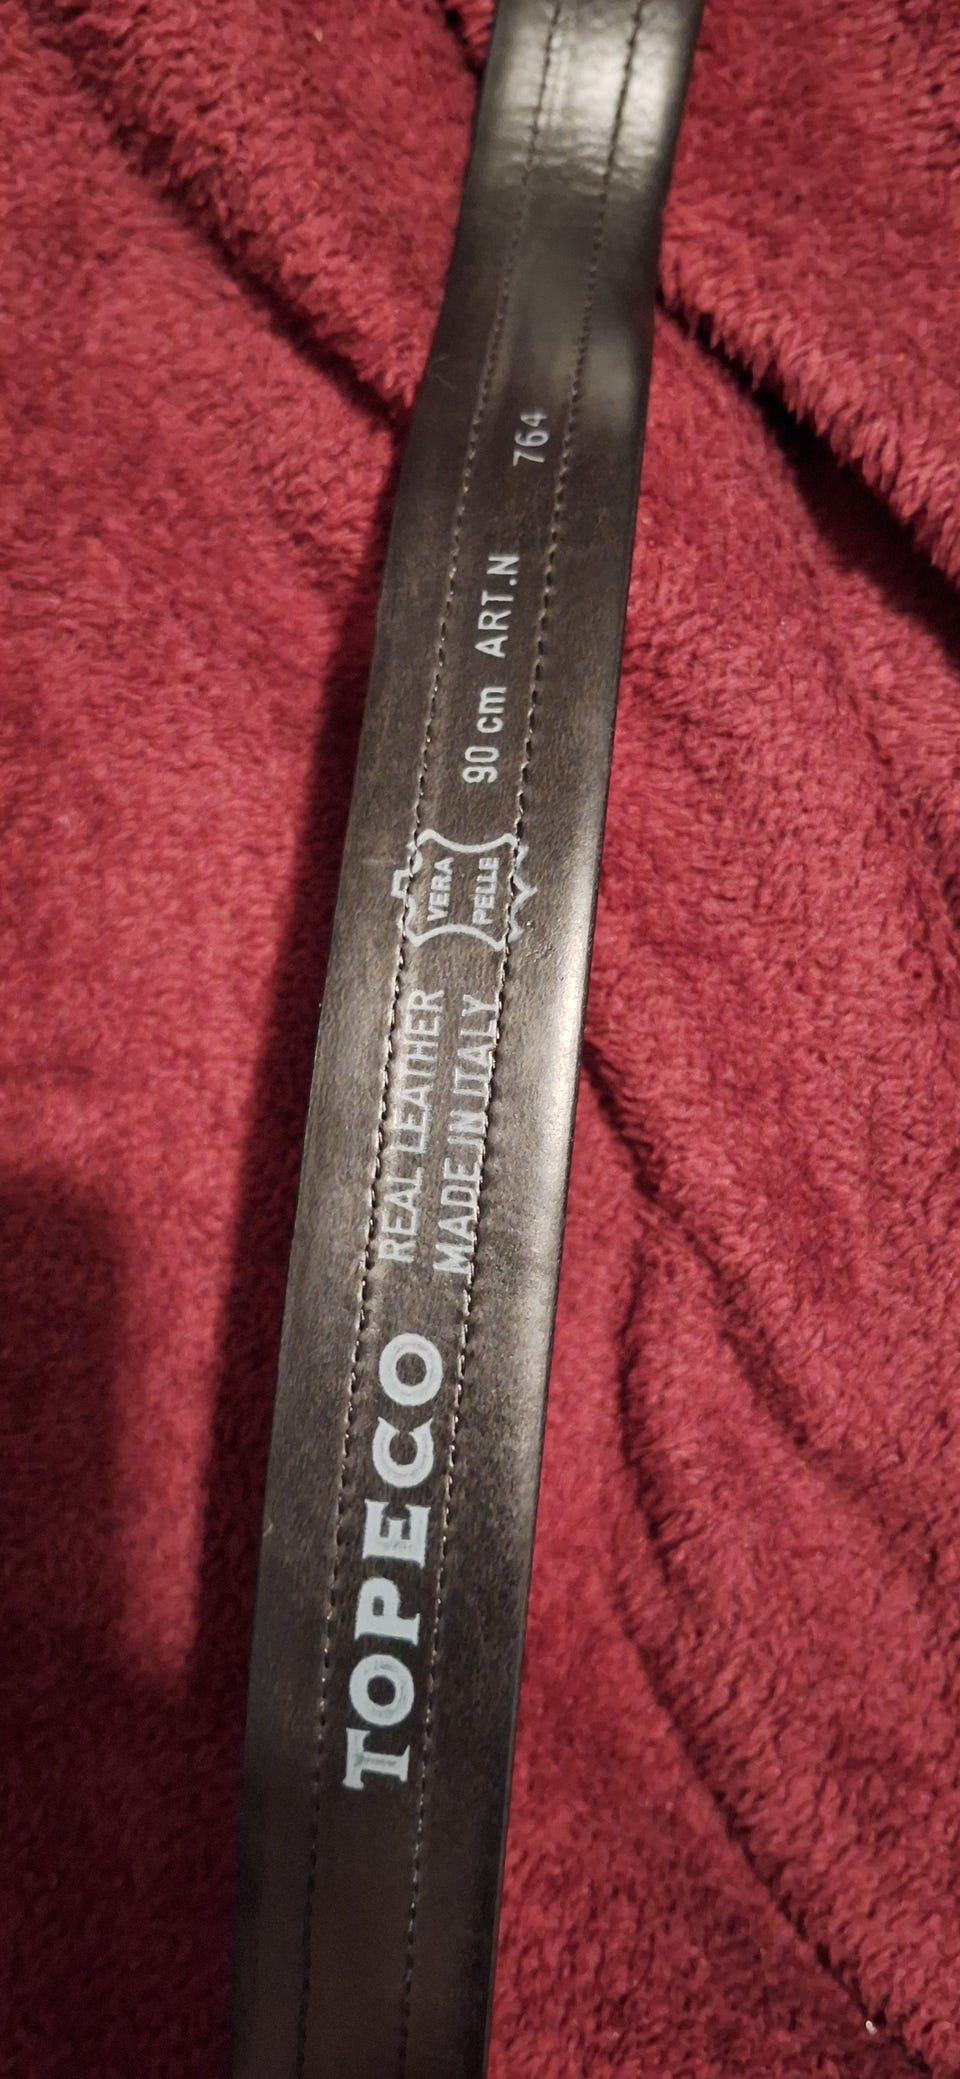 TOPECO
REAL LEATHER
MADE IN ITALY
VERA
PELLE
90 cm ART.N 764